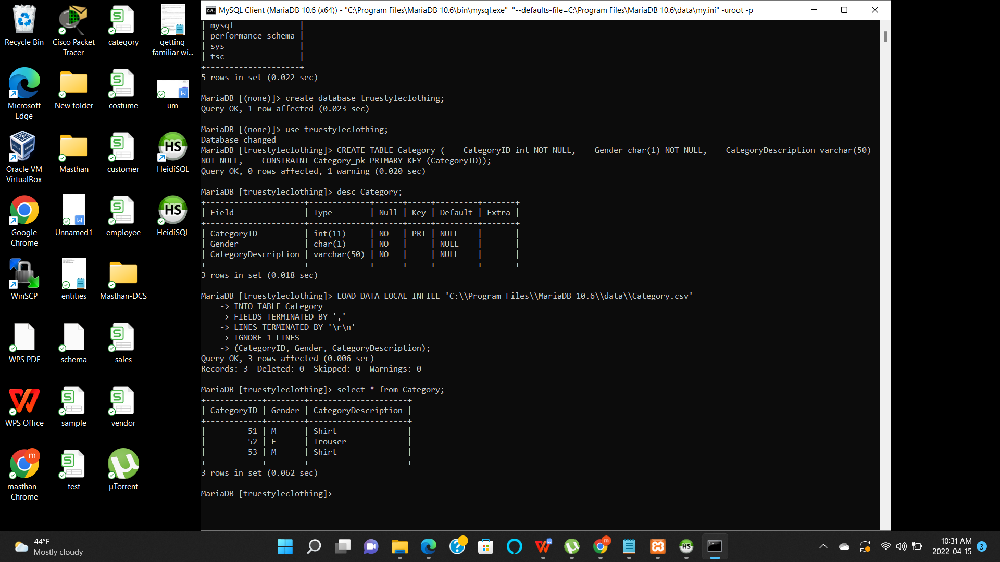 Recycle Bin
Cisco Packet
Tracer
category
getting
familiar wi...
Microsoft
Edge
New folder
costume
um
Oracle VM
VirtualBox
Masthan
customer
HeidiSQL
Google
Chrome
Unnamed1
employee
HeidiSQL
WinSCP
entities
Masthan-DCS
WPS PDF
schema
sales
WPS Office
sample
vendor
masthan -
Chrome
test
µTorrent
MySQL Client (MariaDB 10.6 (x64)) - "C:\Program Files\MariaDB 10.6\bin\mysql.exe" "--defaults-file=C:\Program Files\MariaDB 10.6\data\my.ini" -uroot -p
| mysql              |
| performance_schema |
| sys                |
| tsc                |
+--------------------+
5 rows in set (0.022 sec)
MariaDB [(none)]> create database truestyleclothing;
Query OK, 1 row affected (0.023 sec)
MariaDB [(none)]> use truestyleclothing;
Database changed
MariaDB [truestyleclothing]> CREATE TABLE Category (    CategoryID int NOT NULL,    Gender char(1) NOT NULL,    CategoryDescription varchar(50)
NOT NULL,    CONSTRAINT Category_pk PRIMARY KEY (CategoryID));
Query OK, 0 rows affected, 1 warning (0.020 sec)
MariaDB [truestyleclothing]> desc Category;
+---------------------+-------------+------+-----+---------+-------+
| Field               | Type        | Null | Key | Default | Extra |
+---------------------+-------------+------+-----+---------+-------+
| CategoryID          | int(11)     | NO   | PRI | NULL    |       |
| Gender              | char(1)     | NO   |     | NULL    |       |
| CategoryDescription | varchar(50) | NO   |     | NULL    |       |
+---------------------+-------------+------+-----+---------+-------+
3 rows in set (0.018 sec)
MariaDB [truestyleclothing]> LOAD DATA LOCAL INFILE 'C:\\Program Files\\MariaDB 10.6\\data\\Category.csv'
    -> INTO TABLE Category
    -> FIELDS TERMINATED BY ','
    -> LINES TERMINATED BY '\r\n'
    -> IGNORE 1 LINES
    -> (CategoryID, Gender, CategoryDescription);
Query OK, 3 rows affected (0.006 sec)
Records: 3  Deleted: 0  Skipped: 0  Warnings: 0
MariaDB [truestyleclothing]> select * from Category;
+------------+--------+---------------------+
| CategoryID | Gender | CategoryDescription |
+------------+--------+---------------------+
|         51 | M      | Shirt               |
|         52 | F      | Trouser             |
|         53 | M      | Shirt               |
+------------+--------+---------------------+
3 rows in set (0.062 sec)
MariaDB [truestyleclothing]>
44°F
Mostly cloudy
10:31 AM
2022-04-15
3